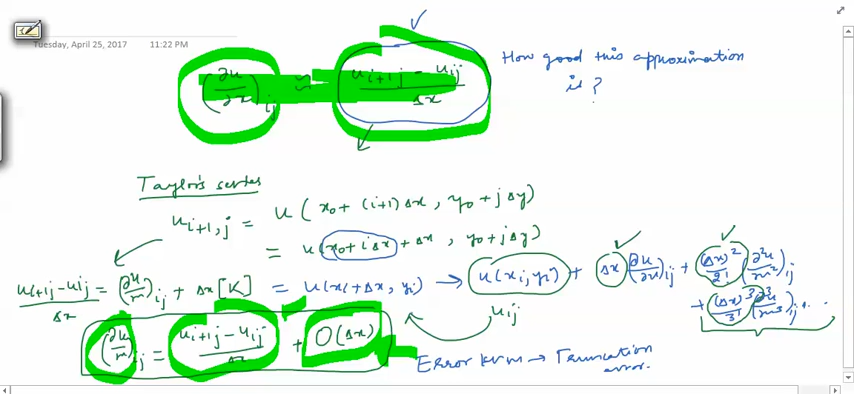 Tuesday, April 25, 2017 11:22 PM
(∂u/∂x)ij ≈ (ui+1j − uij)/Δx
How good this approximation
is?
Taylor's series
ui+1,j = u(x0 + (i+1)Δx, y0 + jΔy)
= u(x0 + iΔx + Δx, y0 + jΔy)
(ui+1j − uij)/Δx = (∂u/∂x)ij + Δx[K] = u(xi + Δx, yj) → u(xi, yj) + Δx(∂u/∂x)ij + (Δx)²/2! (∂²u/∂x²)ij
+ (Δx)³/3! (∂³u/∂x³)ij + ...
uij
(∂u/∂x)ij = (ui+1j − uij)/Δx + O(Δx)
Error term → Truncation
error.